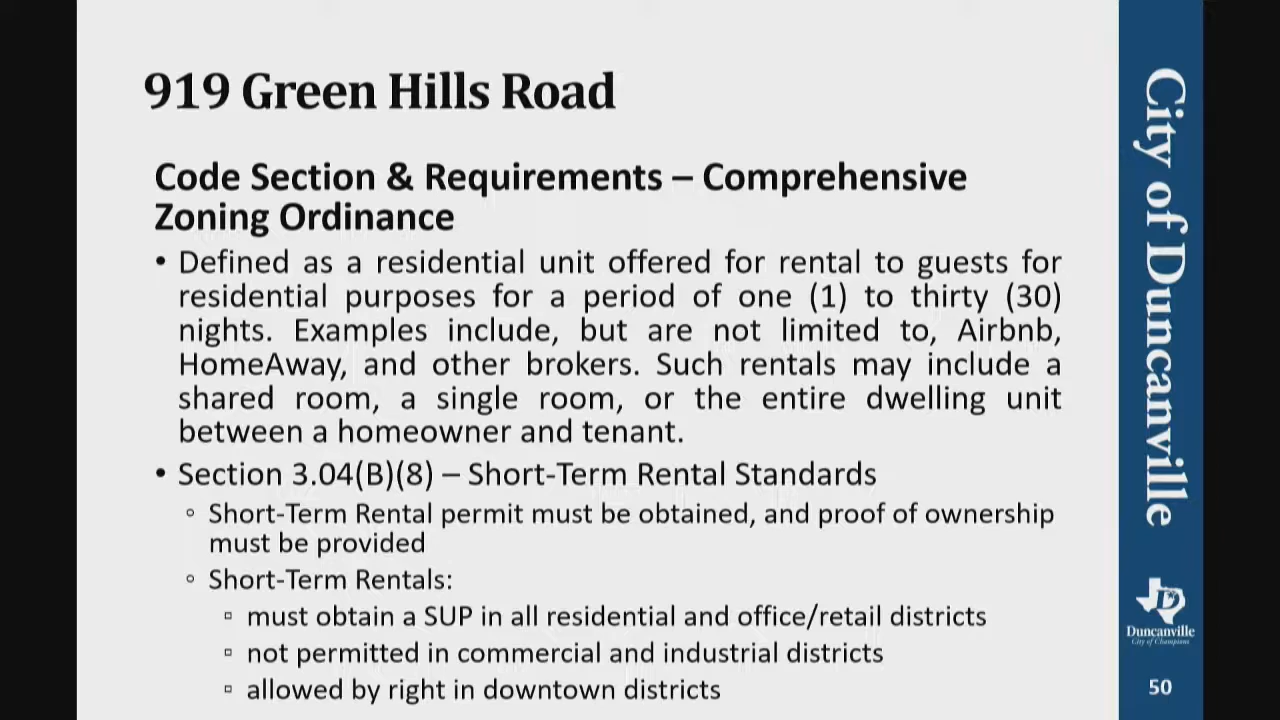 919 Green Hills Road
Code Section & Requirements – Comprehensive
Zoning Ordinance
• Defined as a residential unit offered for rental to guests for
residential purposes for a period of one (1) to thirty (30)
nights. Examples include, but are not limited to, Airbnb,
HomeAway, and other brokers. Such rentals may include a
shared room, a single room, or the entire dwelling unit
between a homeowner and tenant.
• Section 3.04(B)(8) – Short-Term Rental Standards
◦ Short-Term Rental permit must be obtained, and proof of ownership
must be provided
◦ Short-Term Rentals:
▫ must obtain a SUP in all residential and office/retail districts
▫ not permitted in commercial and industrial districts
▫ allowed by right in downtown districts
City of Duncanville
D
Duncanville
City of Champions
50